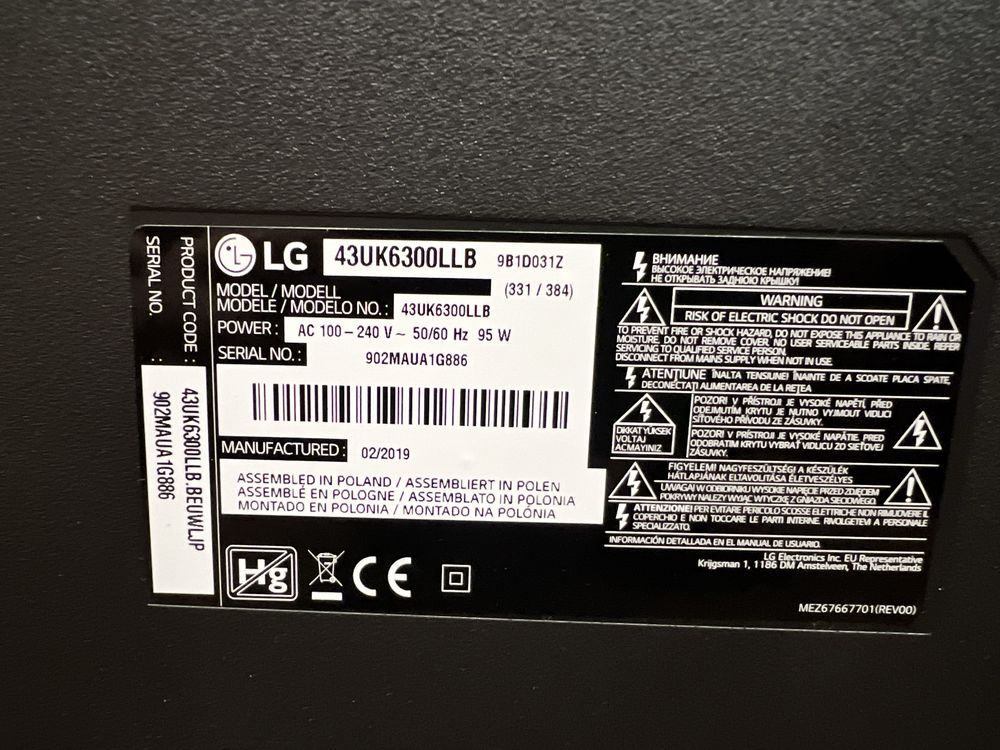 PRODUCT CODE : 43UK6300LLB.BEUWLJP
SERIAL NO. : 902MAUA1G886
LG 43UK6300LLB 9B1D031Z
MODEL / MODELL (331 / 384)
MODÈLE / MODELO NO. : 43UK6300LLB
POWER : AC 100 – 240 V ~ 50/60 Hz 95 W
SERIAL NO. : 902MAUA1G886
MANUFACTURED : 02/2019
ASSEMBLED IN POLAND / ASSEMBLIERT IN POLEN
ASSEMBLÉ EN POLOGNE / ASSEMBLATO IN POLONIA
MONTADO EN POLONIA / MONTADO NA POLÓNIA
Hg
CE
ВНИМАНИЕ
ВЫСОКОЕ ЭЛЕКТРИЧЕСКОЕ НАПРЯЖЕНИЕ!
НЕ ОТКРЫВАТЬ ЗАДНЮЮ КРЫШКУ!
WARNING
RISK OF ELECTRIC SHOCK DO NOT OPEN
TO PREVENT FIRE OR SHOCK HAZARD, DO NOT EXPOSE THIS APPLIANCE TO RAIN OR
MOISTURE. DO NOT REMOVE COVER. NO USER SERVICEABLE PARTS INSIDE. REFER
SERVICING TO QUALIFIED SERVICE PERSON.
DISCONNECT FROM MAINS SUPPLY WHEN NOT IN USE.
ATENŢIUNE ÎNALTA TENSIUNE! ÎNAINTE DE A SCOATE PLACA SPATE,
DECONECTAŢI ALIMENTAREA DE LA REŢEA
DIKKAT YÜKSEK
VOLTAJ
ACMAYINIZ
POZOR! V PŘÍSTROJI JE VYSOKÉ NAPĚTÍ, PŘED
ODEJMUTÍM KRYTU JE NUTNO VYJMOUT VIDLICI
SÍŤOVÉHO PŘÍVODU ZE ZÁSUVKY.
POZOR! V PRÍSTROJI JE VYSOKÉ NAPÄTIE. PRED
ODOBRATIM KRYTU VYBRAŤ VIDLICU ZO SIEŤOVEJ
ZÁSUVKY.
FIGYELEM! NAGYFESZÜLTSÉG! A KÉSZÜLÉK
HÁTLAPJÁNAK ELTAVOLÍTÁSA ÉLETVESZÉLYES
UWAGA! W ODBIORNIKU WYSOKIE NAPIĘCIE PRZED ZDJĘCIEM
POKRYWY NALEŻY WYJĄĆ WTYCZKĘ Z GNIAZDA SIECIOWEGO.
ATTENZIONE! PER EVITARE PERICOLO SCOSSE ELETTRICHE NON RIMUOVERE IL
COPERCHIO E NON TOCCARE LE PARTI INTERNE. RIVOLGETEVI A PERSONALE
SPECIALIZZATO.
INFORMACIÓN DETALLADA EN EL MANUAL DE USUARIO.
LG Electronics Inc. EU Representative
Krijgsman 1, 1186 DM Amstelveen, The Netherlands
MEZ67667701(REV00)